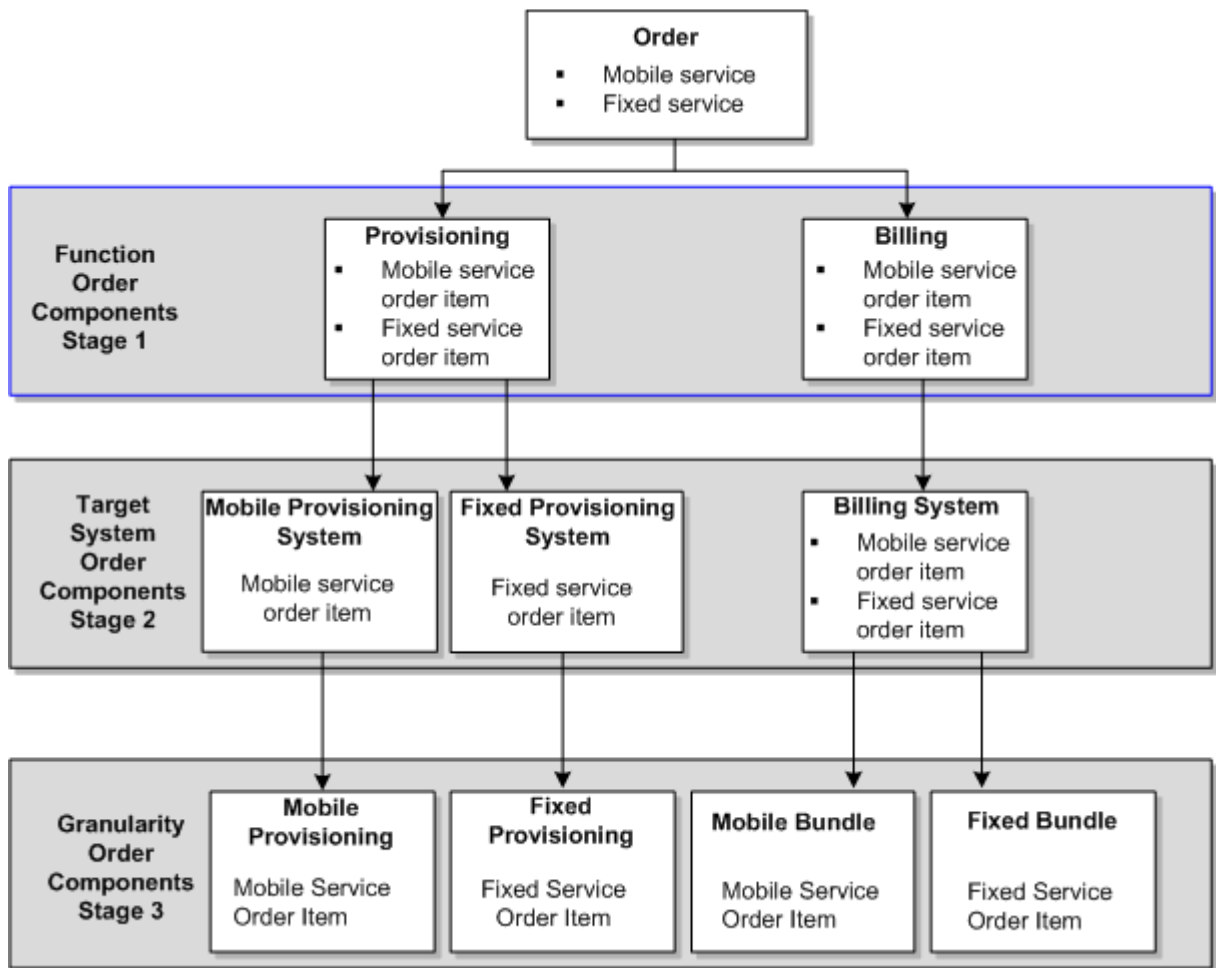 Order
▪ Mobile service
▪ Fixed service
Function
Order
Components
Stage 1
Provisioning
▪ Mobile service
order item
▪ Fixed service
order item
Billing
▪ Mobile service
order item
▪ Fixed service
order item
Target
System
Order
Components
Stage 2
Mobile Provisioning
System
Mobile service
order item
Fixed Provisioning
System
Fixed service
order item
Billing System
▪ Mobile service
order item
▪ Fixed service
order item
Granularity
Order
Components
Stage 3
Mobile
Provisioning
Mobile Service
Order Item
Fixed
Provisioning
Fixed Service
Order Item
Mobile Bundle
Mobile Service
Order Item
Fixed Bundle
Fixed Service
Order Item